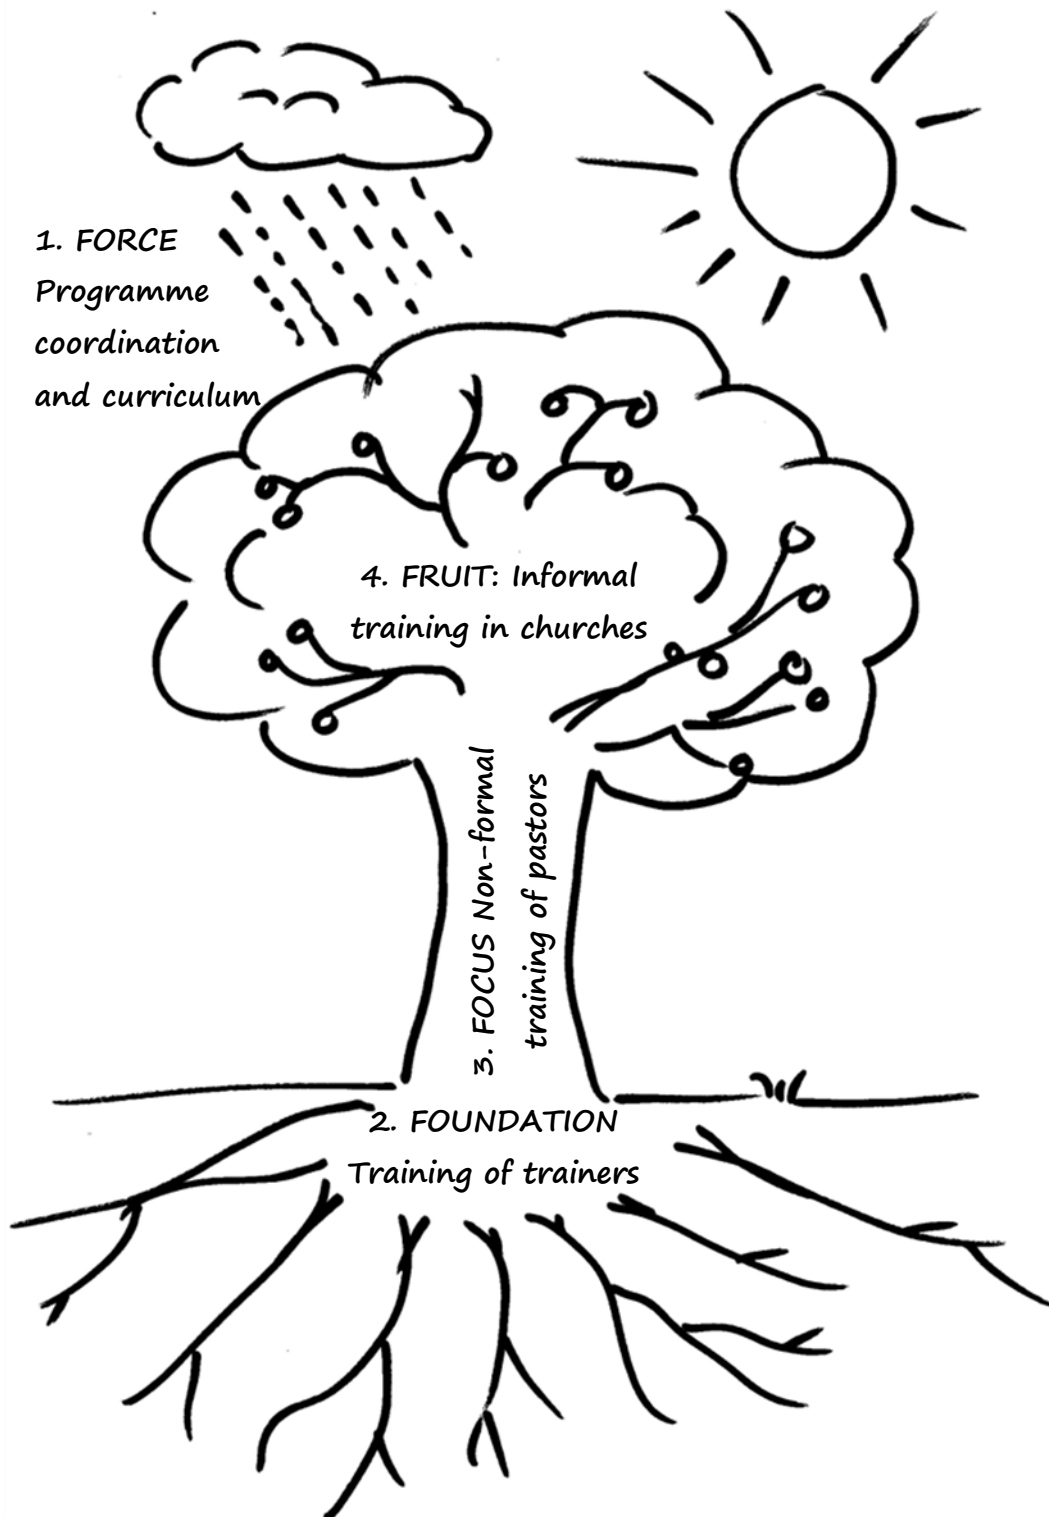 1. FORCE
Programme
coordination
and curriculum
4. FRUIT: Informal
training in churches
3. FOCUS Non-formal
training of pastors
2. FOUNDATION
Training of trainers